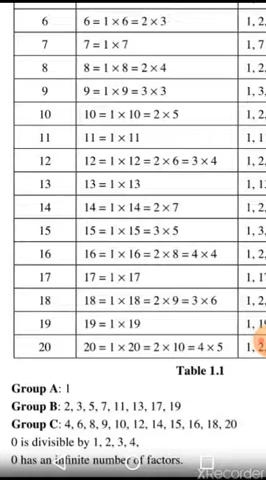 6 6 = 1 × 6 = 2 × 3 1, 2,
7 7 = 1 × 7 1, 7
8 8 = 1 × 8 = 2 × 4 1, 2,
9 9 = 1 × 9 = 3 × 3 1, 3,
10 10 = 1 × 10 = 2 × 5 1, 2,
11 11 = 1 × 11 1, 1
12 12 = 1 × 12 = 2 × 6 = 3 × 4 1, 2,
13 13 = 1 × 13 1, 1
14 14 = 1 × 14 = 2 × 7 1, 2,
15 15 = 1 × 15 = 3 × 5 1, 3,
16 16 = 1 × 16 = 2 × 8 = 4 × 4 1, 2,
17 17 = 1 × 17 1, 1
18 18 = 1 × 18 = 2 × 9 = 3 × 6 1, 2,
19 19 = 1 × 19 1, 1
20 20 = 1 × 20 = 2 × 10 = 4 × 5 1, 2,
Table 1.1
Group A: 1
Group B: 2, 3, 5, 7, 11, 13, 17, 19
Group C: 4, 6, 8, 9, 10, 12, 14, 15, 16, 18, 20
0 is divisible by 1, 2, 3, 4,
0 has an infinite number of factors.
XRecorder